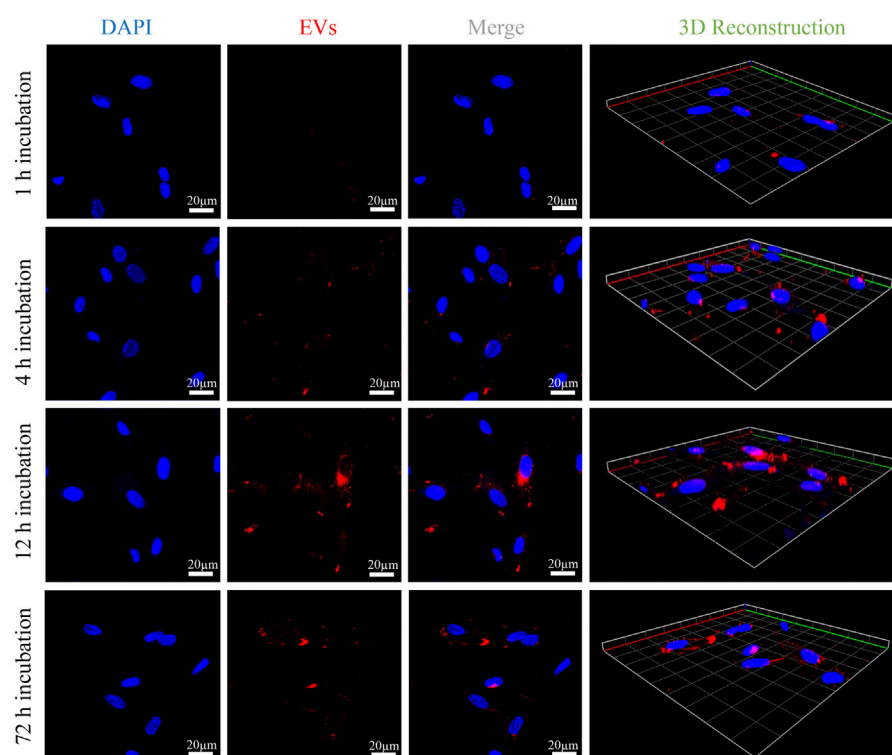 DAPI EVs Merge 3D Reconstruction
1 h incubation
20μm 20μm 20μm
4 h incubation
20μm 20μm 20μm
12 h incubation
20μm 20μm 20μm
72 h incubation
20μm 20μm 20μm